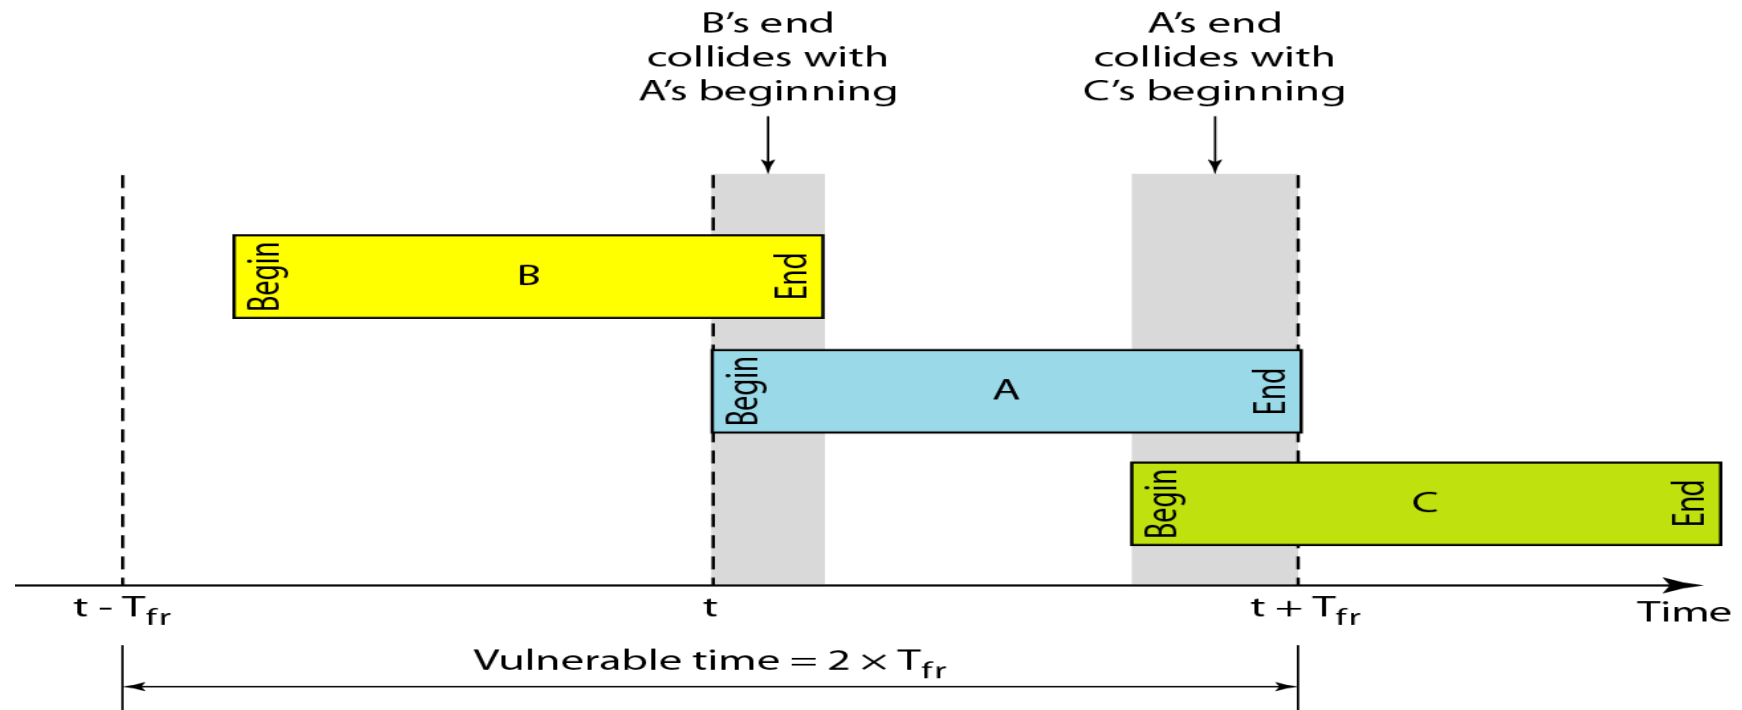 B’s end
collides with
A’s beginning
A’s end
collides with
C’s beginning
Begin
B
End
Begin
A
End
Begin
C
End
t - Tfr
t
t + Tfr
Time
Vulnerable time = 2 × Tfr